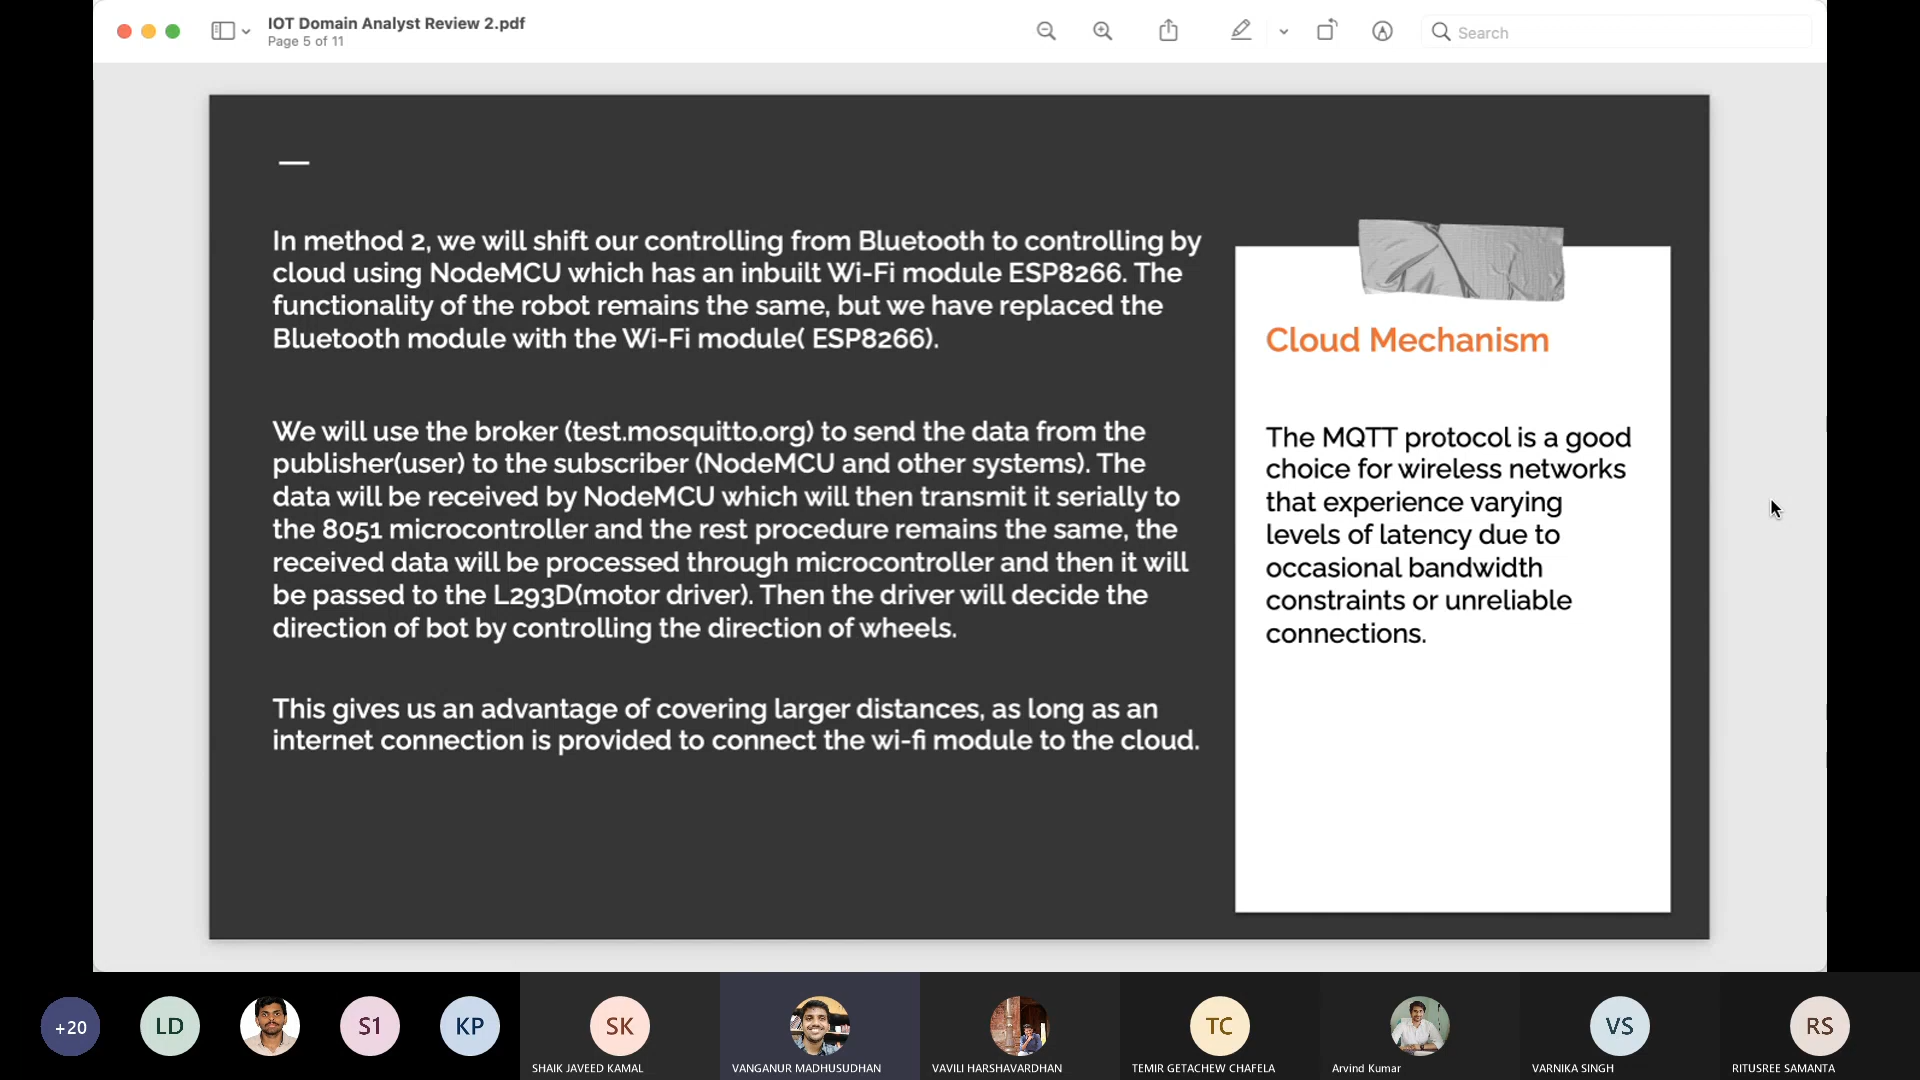 IOT Domain Analyst Review 2.pdf
Page 5 of 11
Search
In method 2, we will shift our controlling from Bluetooth to controlling by
cloud using NodeMCU which has an inbuilt Wi-Fi module ESP8266. The
functionality of the robot remains the same, but we have replaced the
Bluetooth module with the Wi-Fi module( ESP8266).
We will use the broker (test.mosquitto.org) to send the data from the
publisher(user) to the subscriber (NodeMCU and other systems). The
data will be received by NodeMCU which will then transmit it serially to
the 8051 microcontroller and the rest procedure remains the same, the
received data will be processed through microcontroller and then it will
be passed to the L293D(motor driver). Then the driver will decide the
direction of bot by controlling the direction of wheels.
This gives us an advantage of covering larger distances, as long as an
internet connection is provided to connect the wi-fi module to the cloud.
Cloud Mechanism
The MQTT protocol is a good
choice for wireless networks
that experience varying
levels of latency due to
occasional bandwidth
constraints or unreliable
connections.
+20
LD
S1
KP
SK
TC
VS
RS
SHAIK JAVEED KAMAL
VANGANUR MADHUSUDHAN
VAVILI HARSHAVARDHAN
TEMIR GETACHEW CHAFELA
Arvind Kumar
VARNIKA SINGH
RITUSREE SAMANTA